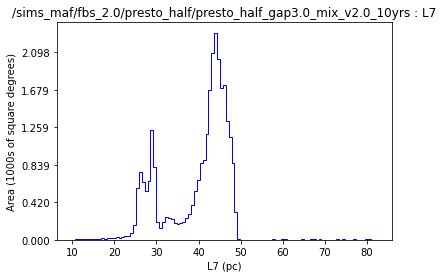 /sims_maf/fbs_2.0/presto_half/presto_half_gap3.0_mix_v2.0_10yrs : L7
Area (1000s of square degrees)
2.098
1.679
1.259
0.839
0.420
0.000
10 20 30 40 50 60 70 80
L7 (pc)